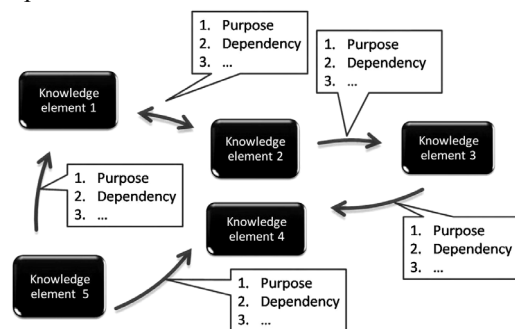 1. Purpose
2. Dependency
3. ...
1. Purpose
2. Dependency
3. ...
Knowledge
element 1
Knowledge
element 2
Knowledge
element 3
1. Purpose
2. Dependency
3. ...
Knowledge
element 4
1. Purpose
2. Dependency
3. ...
Knowledge
element 5
1. Purpose
2. Dependency
3. ...